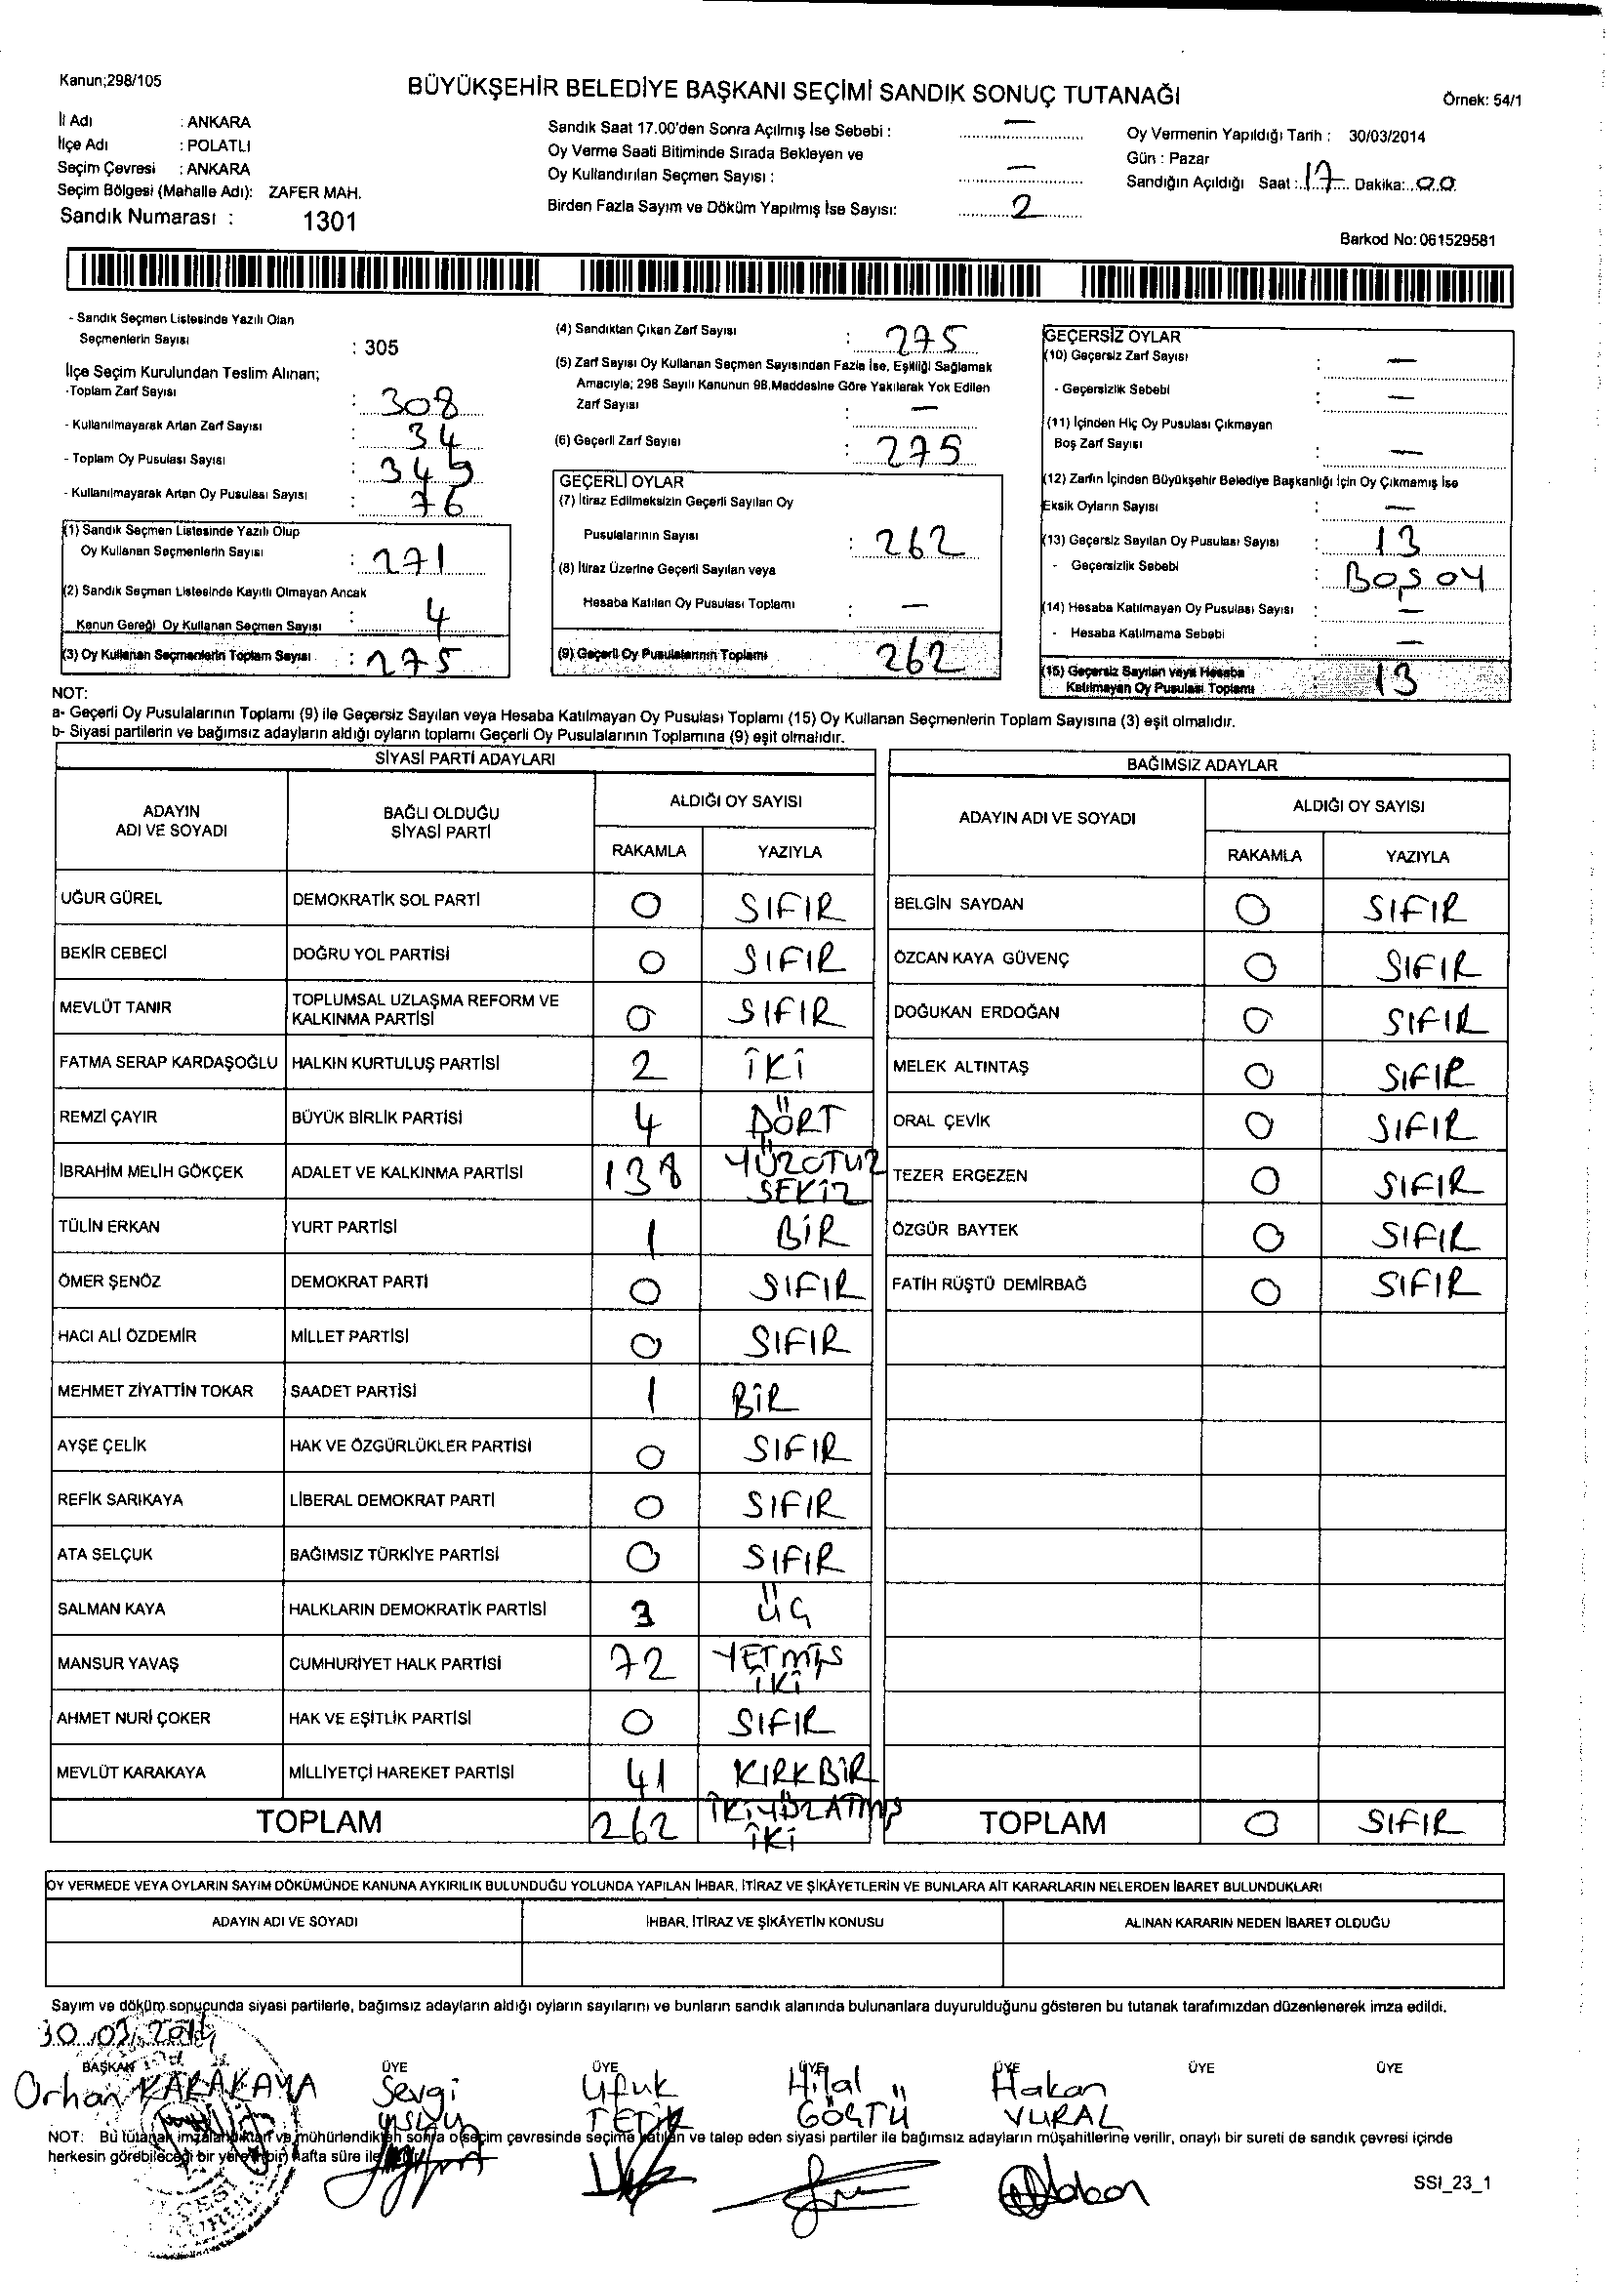 Kanun;298/105
BÜYÜKŞEHİR BELEDİYE BAŞKANI SEÇİMİ SANDIK SONUÇ TUTANAĞI
Örnek: 54/1
İl Adı : ANKARA
İlçe Adı : POLATLI
Seçim Çevresi : ANKARA
Seçim Bölgesi (Mahalle Adı): ZAFER MAH.
Sandık Numarası : 1301
Sandık Saat 17.00'den Sonra Açılmış İse Sebebi : —
Oy Verme Saati Bitiminde Sırada Bekleyen ve
Oy Kullandırılan Seçmen Sayısı : —
Birden Fazla Sayım ve Döküm Yapılmış İse Sayısı: 2
Oy Vermenin Yapıldığı Tarih : 30/03/2014
Gün : Pazar
Sandığın Açıldığı Saat : 17 Dakika: 00
Barkod No: 061529581
- Sandık Seçmen Listesinde Yazılı Olan
Seçmenlerin Sayısı : 305
İlçe Seçim Kurulundan Teslim Alınan;
-Toplam Zarf Sayısı : 308
- Kullanılmayarak Artan Zarf Sayısı : 34
- Toplam Oy Pusulası Sayısı :
- Kullanılmayarak Artan Oy Pusulası Sayısı : 76
(1) Sandık Seçmen Listesinde Yazılı Olup
Oy Kullanan Seçmenlerin Sayısı : 271
(2) Sandık Seçmen Listesinde Kayıtlı Olmayan Ancak
Kanun Gereği Oy Kullanan Seçmen Sayısı : 4
(3) Oy Kullanan Seçmenlerin Toplam Sayısı : 275
(4) Sandıktan Çıkan Zarf Sayısı : 275
(5) Zarf Sayısı Oy Kullanan Seçmen Sayısından Fazla İse, Eşitliği Sağlamak
Amacıyla; 298 Sayılı Kanunun 98.Maddesine Göre Yakılarak Yok Edilen
Zarf Sayısı : —
(6) Geçerli Zarf Sayısı : 275
GEÇERLİ OYLAR
(7) İtiraz Edilmeksizin Geçerli Sayılan Oy
Pusulalarının Sayısı : 262
(8) İtiraz Üzerine Geçerli Sayılan veya
Hesaba Katılan Oy Pusulası Toplamı : —
(9) Geçerli Oy Pusulalarının Toplamı 262
GEÇERSİZ OYLAR
(10) Geçersiz Zarf Sayısı : —
- Geçersizlik Sebebi : —
(11) İçinden Hiç Oy Pusulası Çıkmayan
Boş Zarf Sayısı : —
(12) Zarfın İçinden Büyükşehir Belediye Başkanlığı İçin Oy Çıkmamış İse
Eksik Oyların Sayısı : —
(13) Geçersiz Sayılan Oy Pusulası Sayısı : 13
- Geçersizlik Sebebi : BOŞ OY
(14) Hesaba Katılmayan Oy Pusulası Sayısı : —
- Hesaba Katılmama Sebebi : —
(15) Geçersiz Sayılan veya Hesaba
Katılmayan Oy Pusulası Toplamı : 13
NOT:
a- Geçerli Oy Pusulalarının Toplamı (9) ile Geçersiz Sayılan veya Hesaba Katılmayan Oy Pusulası Toplamı (15) Oy Kullanan Seçmenlerin Toplam Sayısına (3) eşit olmalıdır.
b- Siyasi partilerin ve bağımsız adayların aldığı oyların toplamı Geçerli Oy Pusulalarının Toplamına (9) eşit olmalıdır.
SİYASİ PARTİ ADAYLARI
ADAYIN
ADI VE SOYADI
BAĞLI OLDUĞU
SİYASİ PARTİ
ALDIĞI OY SAYISI
RAKAMLA YAZIYLA
UĞUR GÜREL DEMOKRATİK SOL PARTİ 0 SIFIR
BEKİR CEBECİ DOĞRU YOL PARTİSİ 0 SIFIR
MEVLÜT TANIR TOPLUMSAL UZLAŞMA REFORM VE
KALKINMA PARTİSİ 0 SIFIR
FATMA SERAP KARDAŞOĞLU HALKIN KURTULUŞ PARTİSİ 2 İKİ
REMZİ ÇAYIR BÜYÜK BİRLİK PARTİSİ 4 DÖRT
İBRAHİM MELİH GÖKÇEK ADALET VE KALKINMA PARTİSİ 138 YÜZOTUZ
SEKİZ
TÜLİN ERKAN YURT PARTİSİ 1 BİR
ÖMER ŞENÖZ DEMOKRAT PARTİ 0 SIFIR
HACI ALİ ÖZDEMİR MİLLET PARTİSİ 0 SIFIR
MEHMET ZİYATTİN TOKAR SAADET PARTİSİ 1 BİR
AYŞE ÇELİK HAK VE ÖZGÜRLÜKLER PARTİSİ 0 SIFIR
REFİK SARIKAYA LİBERAL DEMOKRAT PARTİ 0 SIFIR
ATA SELÇUK BAĞIMSIZ TÜRKİYE PARTİSİ 0 SIFIR
SALMAN KAYA HALKLARIN DEMOKRATİK PARTİSİ 3 ÜÇ
MANSUR YAVAŞ CUMHURİYET HALK PARTİSİ 72 YETMİŞ
İKİ
AHMET NURİ ÇOKER HAK VE EŞİTLİK PARTİSİ 0 SIFIR
MEVLÜT KARAKAYA MİLLİYETÇİ HAREKET PARTİSİ 41 KIRKBİR
TOPLAM 262 İKİYÜZATMIŞ
İKİ
BAĞIMSIZ ADAYLAR
ADAYIN ADI VE SOYADI
ALDIĞI OY SAYISI
RAKAMLA YAZIYLA
BELGİN SAYDAN 0 SIFIR
ÖZCAN KAYA GÜVENÇ 0 SIFIR
DOĞUKAN ERDOĞAN 0 SIFIR
MELEK ALTINTAŞ 0 SIFIR
ORAL ÇEVİK 0 SIFIR
TEZER ERGEZEN 0 SIFIR
ÖZGÜR BAYTEK 0 SIFIR
FATİH RÜŞTÜ DEMİRBAĞ 0 SIFIR
TOPLAM 0 SIFIR
OY VERMEDE VEYA OYLARIN SAYIM DÖKÜMÜNDE KANUNA AYKIRILIK BULUNDUĞU YOLUNDA YAPILAN İHBAR, İTİRAZ VE ŞİKÂYETLERİN VE BUNLARA AİT KARARLARIN NELERDEN İBARET BULUNDUKLARI
ADAYIN ADI VE SOYADI
İHBAR, İTİRAZ VE ŞİKÂYETİN KONUSU
ALINAN KARARIN NEDEN İBARET OLDUĞU
Sayım ve döküm sonuçunda siyasi partilerle, bağımsız adayların aldığı oyların sayılarını ve bunların sandık alanında bulunanlara duyurulduğunu gösteren bu tutanak tarafımızdan düzenlenerek imza edildi.
30.03.2014
BAŞKAN ÜYE ÜYE ÜYE ÜYE ÜYE ÜYE
Orhan KARAKAYA Sevgi Ufuk Hilal Hakan
TETİK GÖÇTÜ VURAL
NOT: Bu tutanak imzalandıktan ve mühürlendikten sonra o seçim çevresinde seçime katılan ve talep eden siyasi partiler ile bağımsız adayların müşahitlerine verilir, onaylı bir sureti de sandık çevresi içinde
herkesin görebileceği bir yere (bir) hafta süre ile
SSI_23_1